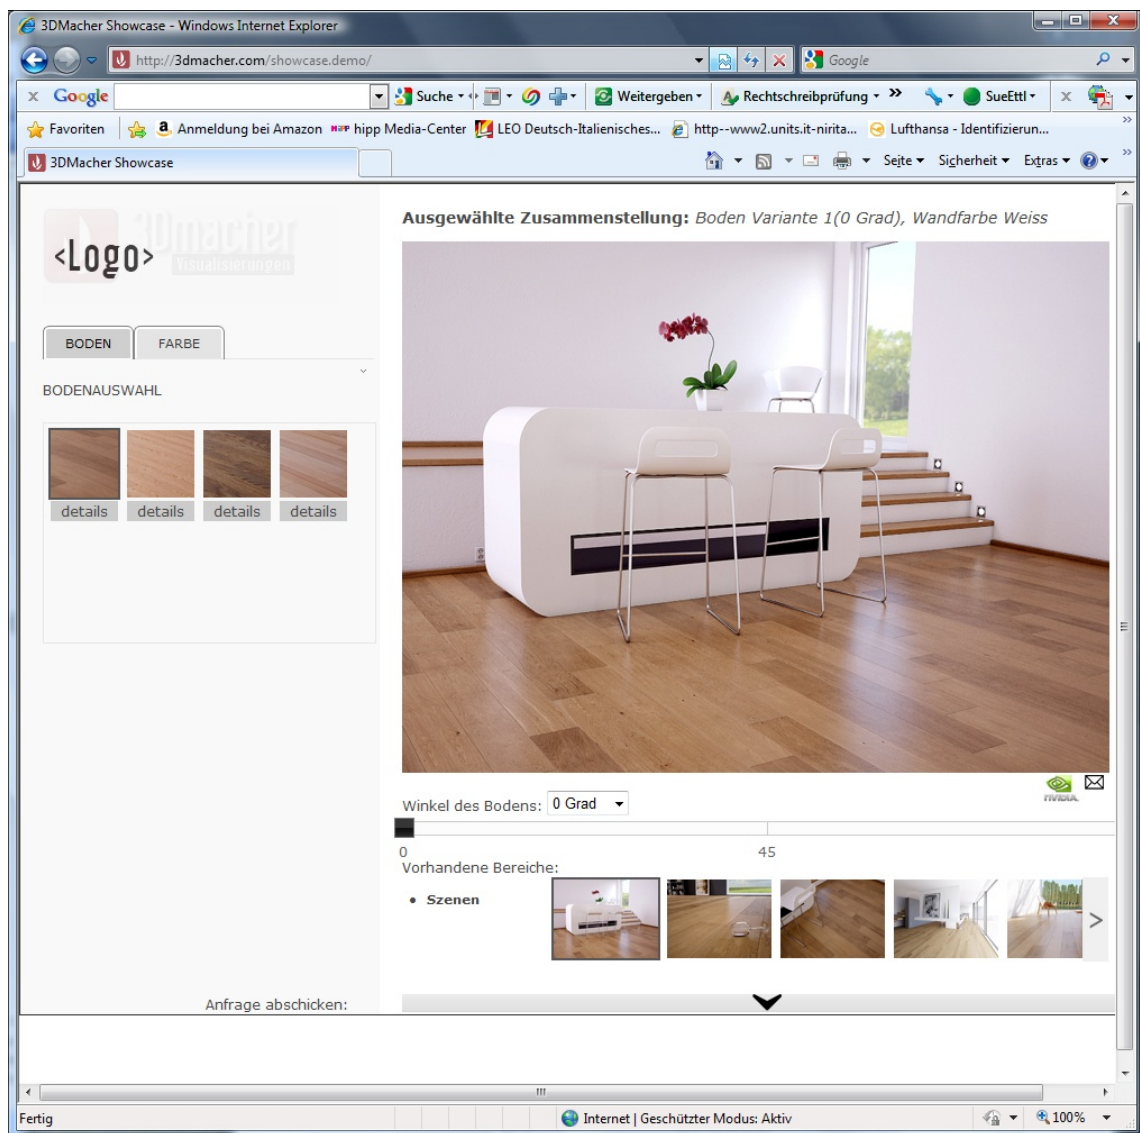 3DMacher Showcase - Windows Internet Explorer
http://3dmacher.com/showcase.demo/
Google
x Google Suche Weitergeben Rechtschreibprüfung » SueEttl x
Favoriten a Anmeldung bei Amazon hipp Media-Center LEO Deutsch-Italienisches... http--www2.units.it-nirita... Lufthansa - Identifizierun... »
3DMacher Showcase Seite Sicherheit Extras »
3Dmacher
Visualisierungen
<Logo>
Ausgewählte Zusammenstellung: Boden Variante 1(0 Grad), Wandfarbe Weiss
BODEN FARBE
BODENAUSWAHL
details details details details
NVIDIA.
Winkel des Bodens: 0 Grad
0 45
Vorhandene Bereiche:
• Szenen
>
Anfrage abschicken:
Fertig Internet | Geschützter Modus: Aktiv 100%